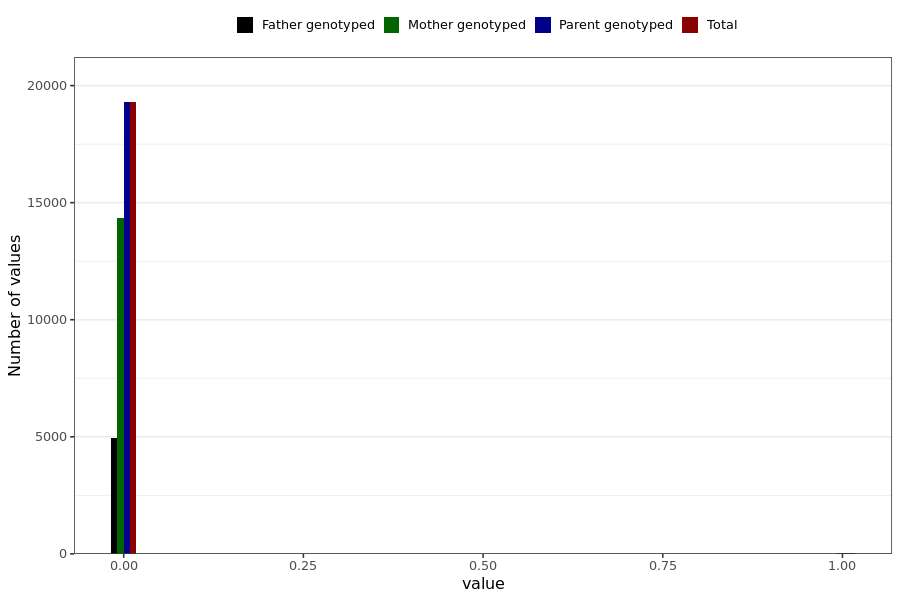 Father genotyped Mother genotyped Parent genotyped Total
Number of values
20000
15000
10000
5000
0
0.00 0.25 0.50 0.75 1.00
value